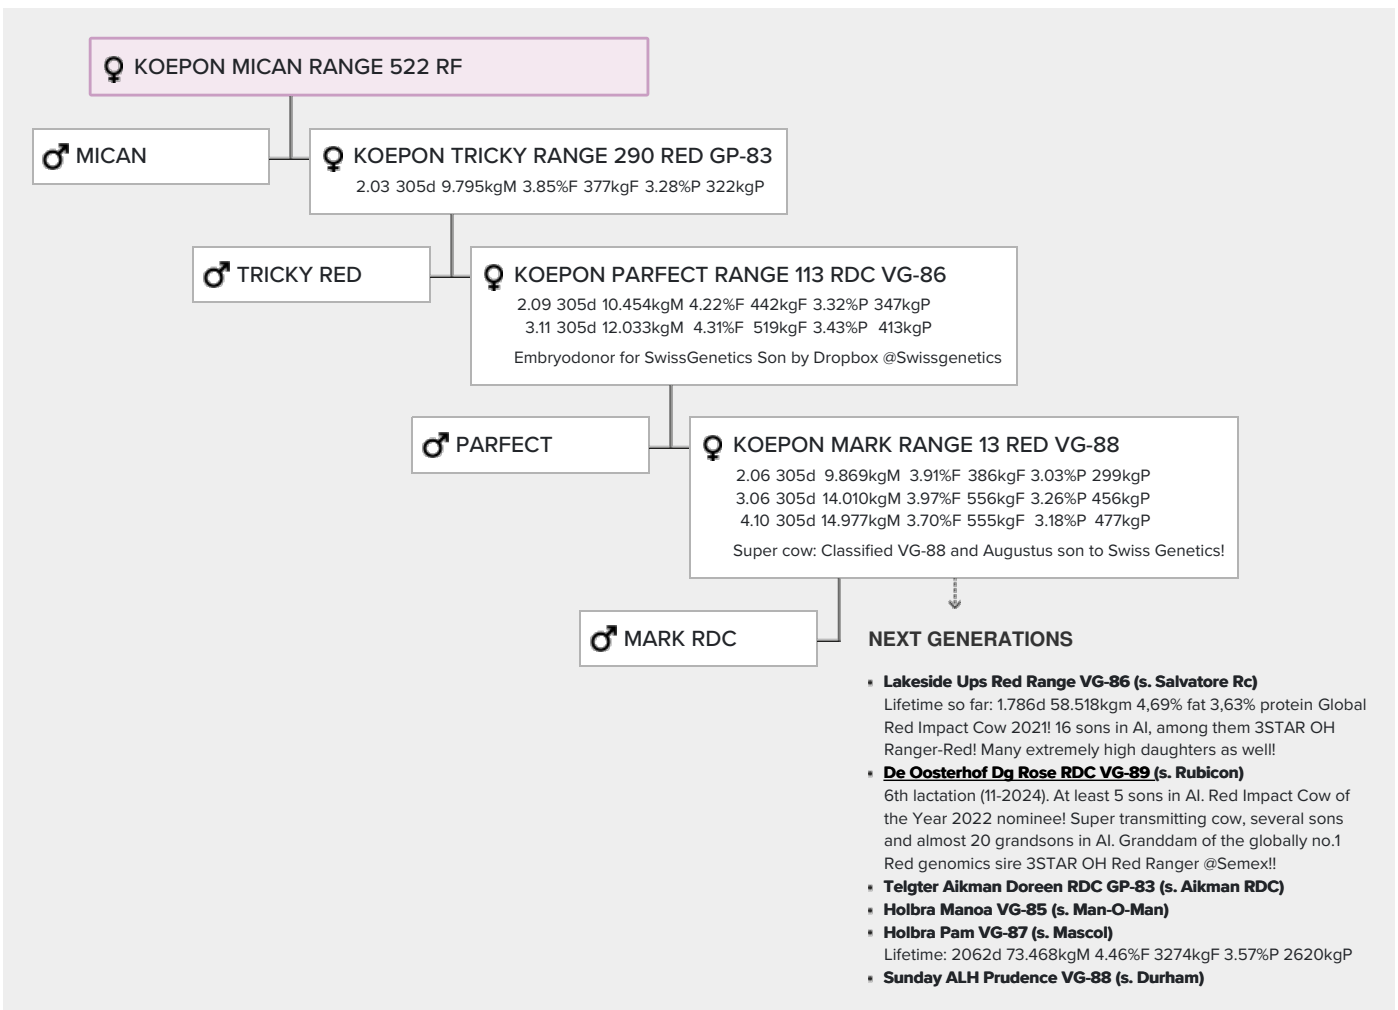 KOEPON MICAN RANGE 522 RF
MICAN
KOEPON TRICKY RANGE 290 RED GP-83
2.03 305d 9.795kgM 3.85%F 377kgF 3.28%P 322kgP
TRICKY RED
KOEPON PARFECT RANGE 113 RDC VG-86
2.09 305d 10.454kgM 4.22%F 442kgF 3.32%P 347kgP
3.11 305d 12.033kgM 4.31%F 519kgF 3.43%P 413kgP
Embryodonor for SwissGenetics Son by Dropbox @Swissgenetics
PARFECT
KOEPON MARK RANGE 13 RED VG-88
2.06 305d 9.869kgM 3.91%F 386kgF 3.03%P 299kgP
3.06 305d 14.010kgM 3.97%F 556kgF 3.26%P 456kgP
4.10 305d 14.977kgM 3.70%F 555kgF 3.18%P 477kgP
Super cow: Classified VG-88 and Augustus son to Swiss Genetics!
MARK RDC
NEXT GENERATIONS
Lakeside Ups Red Range VG-86 (s. Salvatore Rc)
Lifetime so far: 1.786d 58.518kgm 4,69% fat 3,63% protein Global
Red Impact Cow 2021! 16 sons in AI, among them 3STAR OH
Ranger-Red! Many extremely high daughters as well!
De Oosterhof Dg Rose RDC VG-89 (s. Rubicon)
6th lactation (11-2024). At least 5 sons in AI. Red Impact Cow of
the Year 2022 nominee! Super transmitting cow, several sons
and almost 20 grandsons in AI. Granddam of the globally no.1
Red genomics sire 3STAR OH Red Ranger @Semex!!
Telgter Aikman Doreen RDC GP-83 (s. Aikman RDC)
Holbra Manoa VG-85 (s. Man-O-Man)
Holbra Pam VG-87 (s. Mascol)
Lifetime: 2062d 73.468kgM 4.46%F 3274kgF 3.57%P 2620kgP
Sunday ALH Prudence VG-88 (s. Durham)